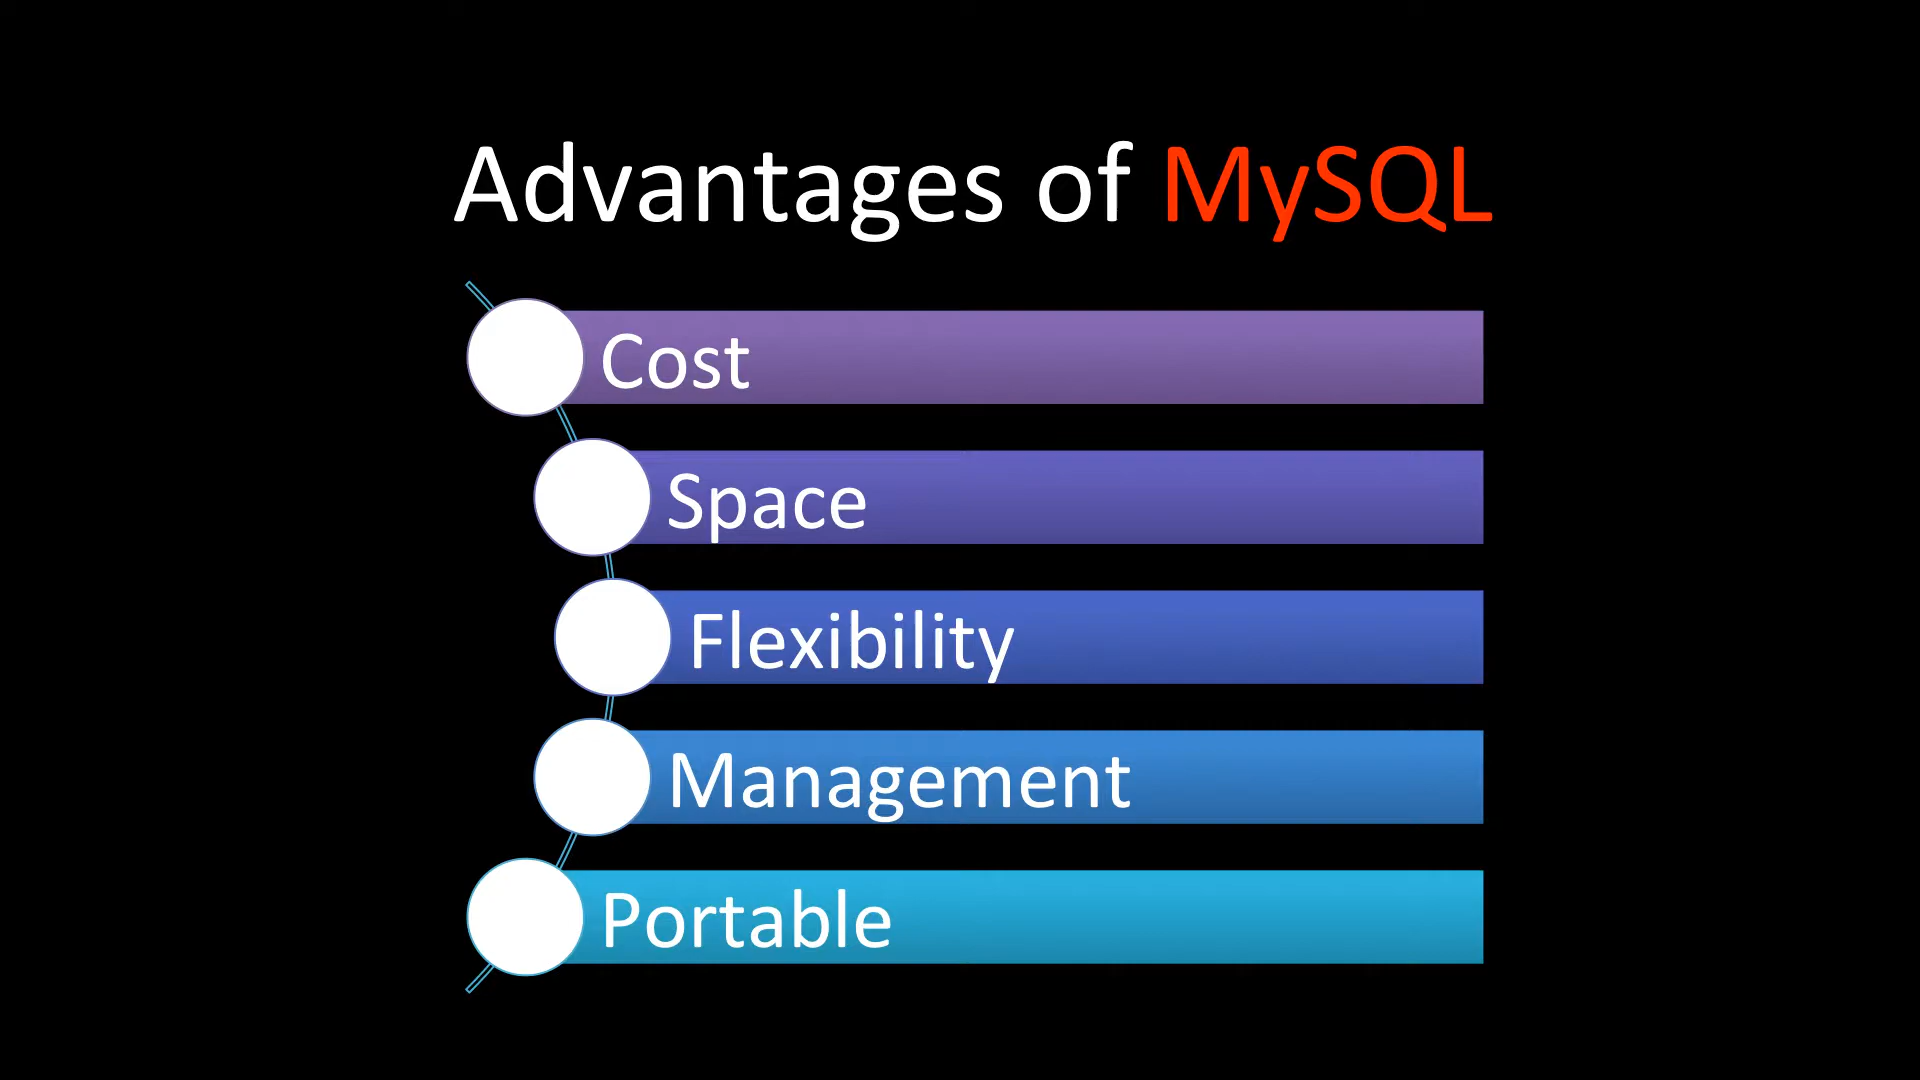 Advantages of MySQL
Cost
Space
Flexibility
Management
Portable